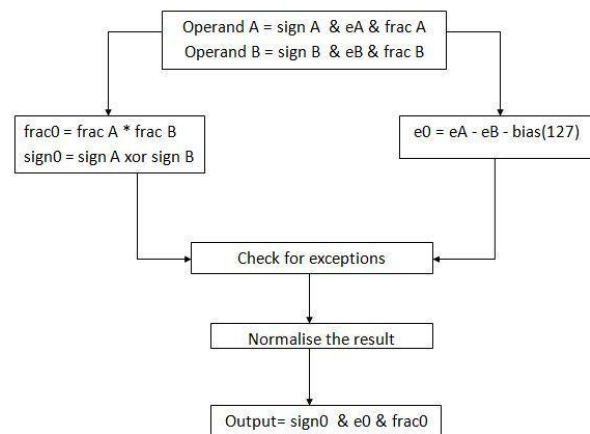 Operand A = sign A & eA & frac A
Operand B = sign B & eB & frac B
frac0 = frac A * frac B
sign0 = sign A xor sign B
e0 = eA - eB - bias(127)
Check for exceptions
Normalise the result
Output= sign0 & e0 & frac0